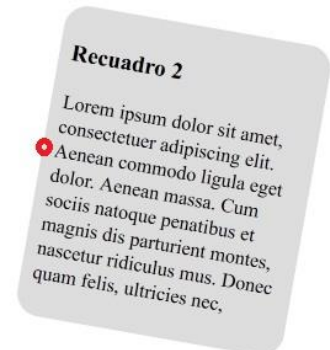 Recuadro 2
Lorem ipsum dolor sit amet,
consectetuer adipiscing elit.
Aenean commodo ligula eget
dolor. Aenean massa. Cum
sociis natoque penatibus et
magnis dis parturient montes,
nascetur ridiculus mus. Donec
quam felis, ultricies nec,